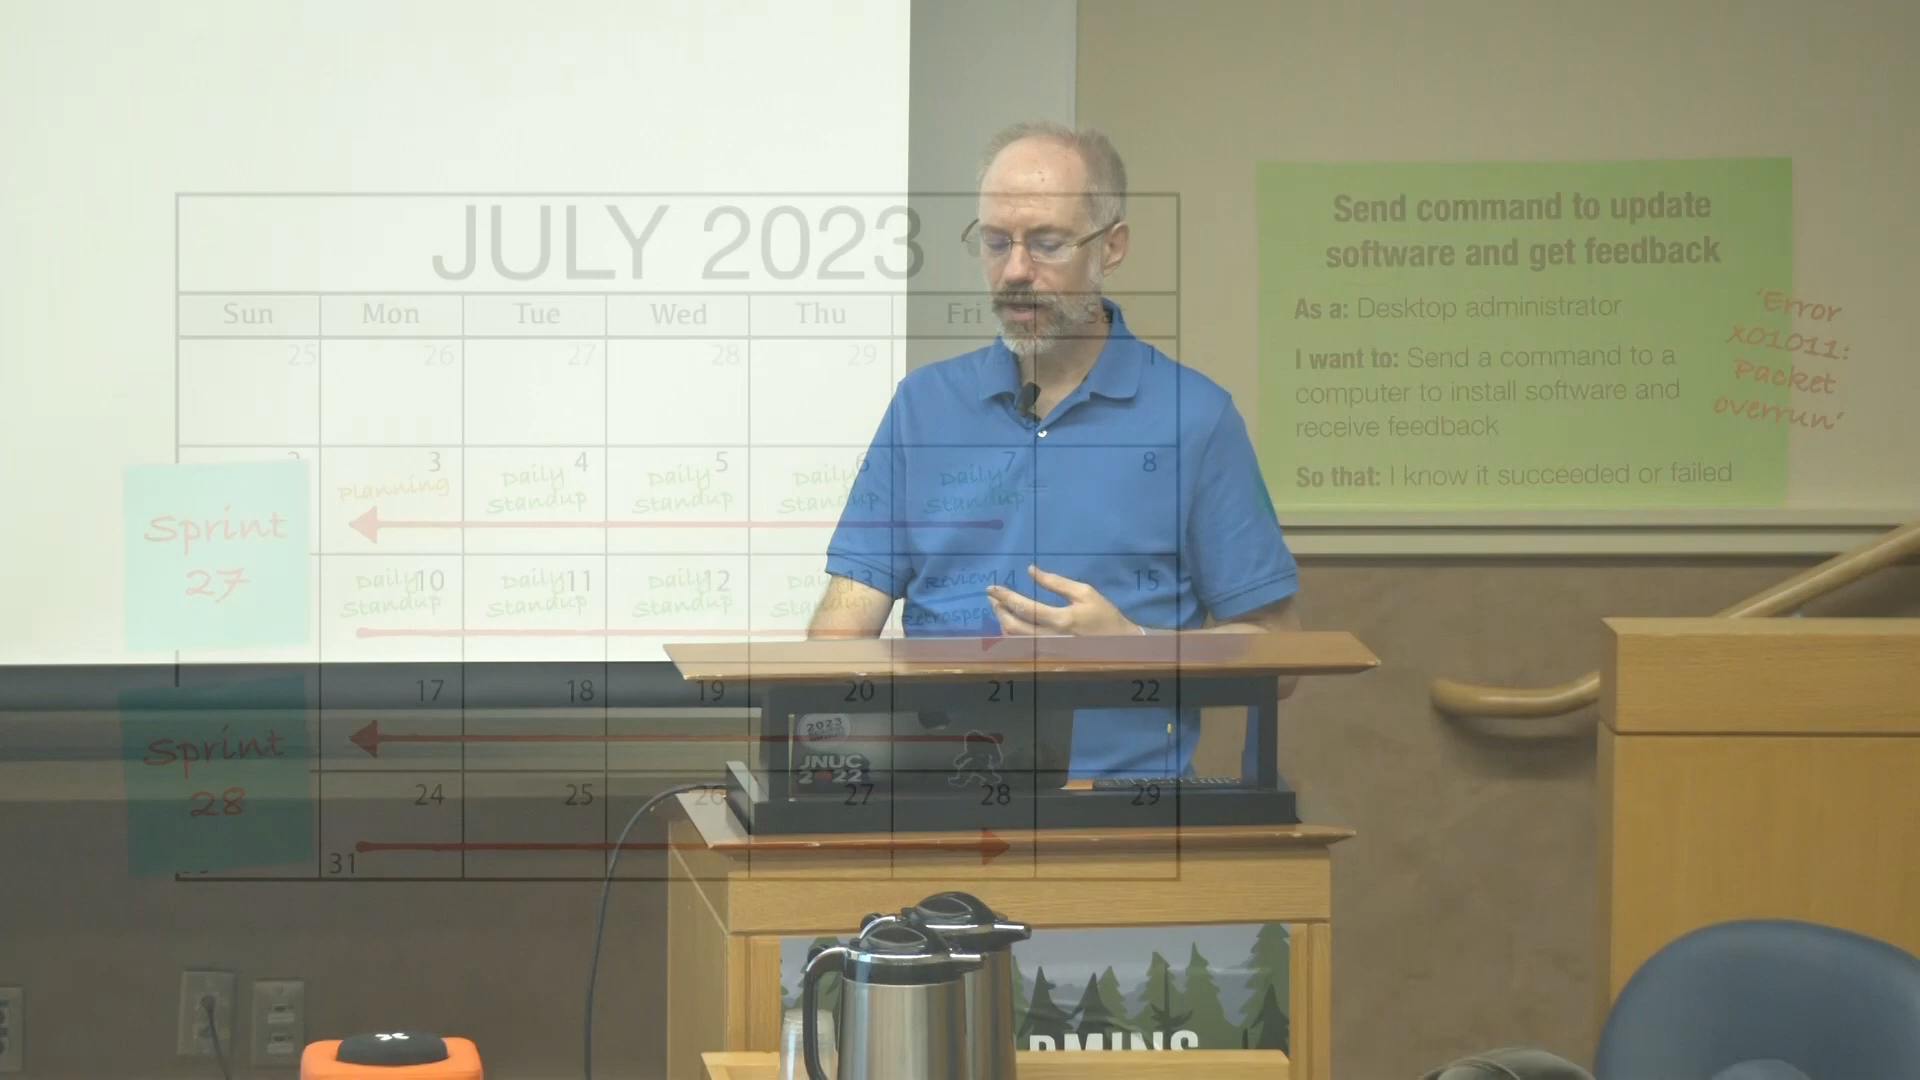 JULY 2023
Sun Mon Tue Wed Thu Fri Sat
25 26 27 28 29 1
2 3 4 5 6 7 8
Planning Daily Standup Daily Standup Daily Standup Daily Standup
Sprint 27
10 11 12 13 14 15
Daily Standup Daily Standup Daily Standup Daily Standup Review
17 18 19 20 21 22
Sprint 28
24 25 26 27 28 29
31
Send command to update
software and get feedback
As a: Desktop administrator
I want to: Send a command to a
computer to install software and
receive feedback
So that: I know it succeeded or failed
'Error
x01011:
Packet
overrun'
2023
JNUC
2022